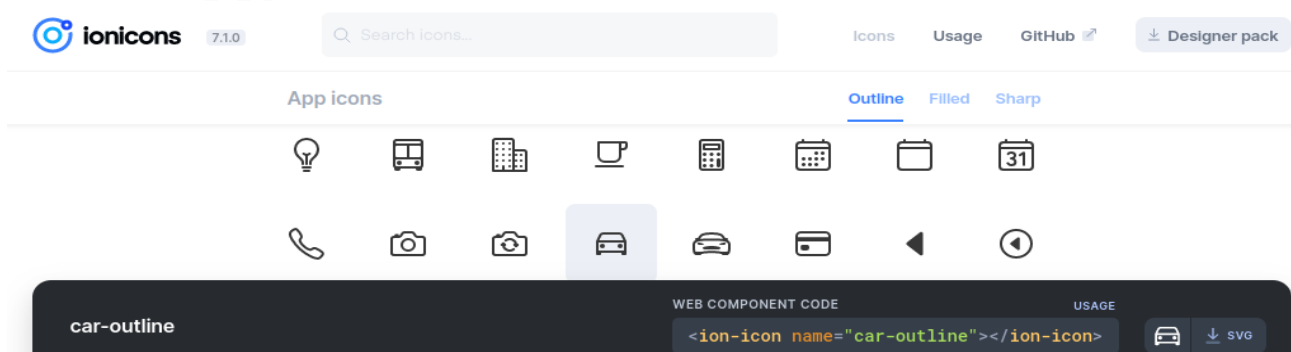 ionicons 7.1.0 Search icons... Icons Usage GitHub Designer pack
App icons Outline Filled Sharp
31
WEB COMPONENT CODE USAGE
car-outline <ion-icon name="car-outline"></ion-icon> SVG